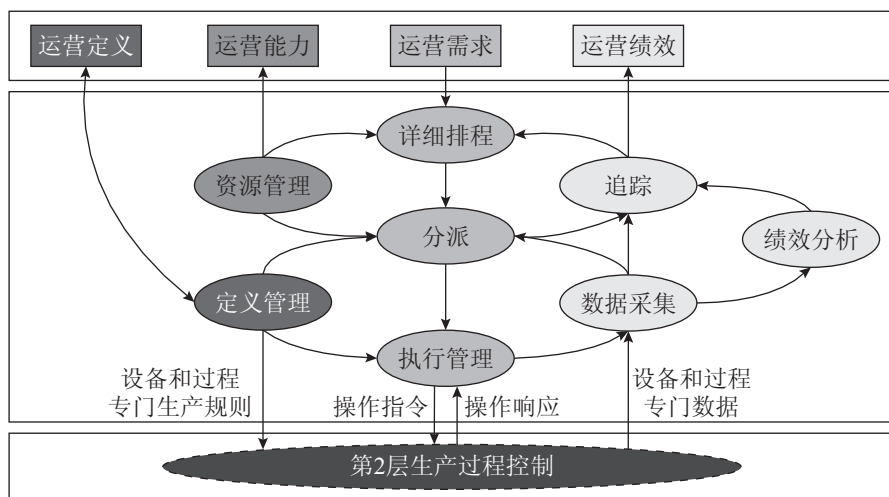 运营定义
运营能力
运营需求
运营绩效
详细排程
资源管理
追踪
分派
绩效分析
定义管理
数据采集
执行管理
设备和过程
专门生产规则
操作指令
操作响应
设备和过程
专门数据
第2层生产过程控制